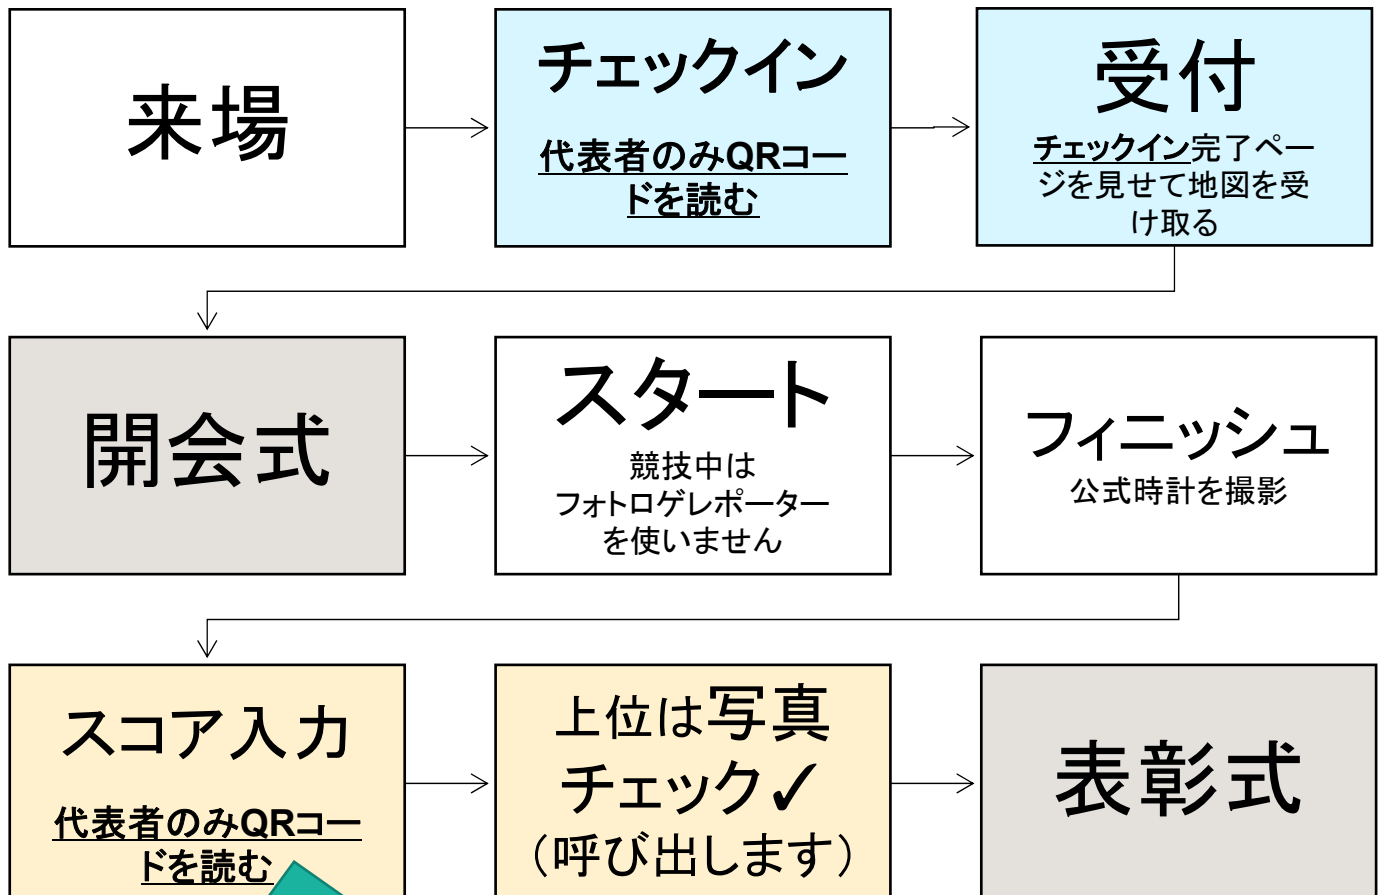 来場
チェックイン
代表者のみQRコー
ドを読む
受付
チェックイン完了ペー
ジを見せて地図を受
け取る
開会式
スタート
競技中は
フォトロゲレポーター
を使いません
フィニッシュ
公式時計を撮影
スコア入力
代表者のみQRコー
ドを読む
上位は写真
チェック✓
（呼び出します）
表彰式